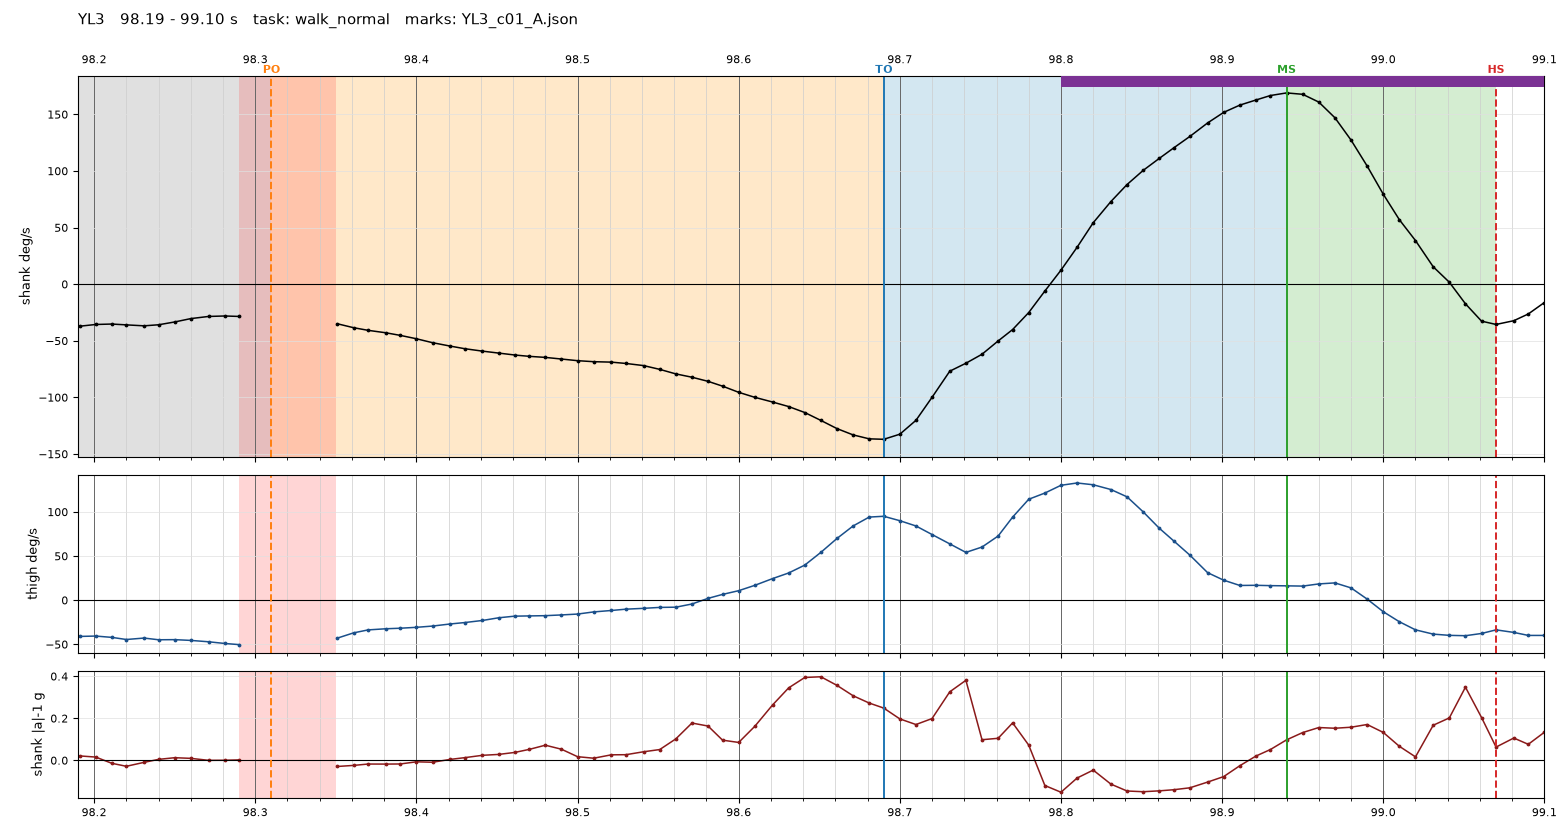 YL3   98.19 - 99.10 s   task: walk_normal   marks: YL3_c01_A.json
98.2 98.3 98.4 98.5 98.6 98.7 98.8 98.9 99.0 99.1
PO TO MS HS
shank deg/s
150
100
50
0
−50
−100
−150
thigh deg/s
100
50
0
−50
shank |a|-1 g
0.4
0.2
0.0
98.2 98.3 98.4 98.5 98.6 98.7 98.8 98.9 99.0 99.1